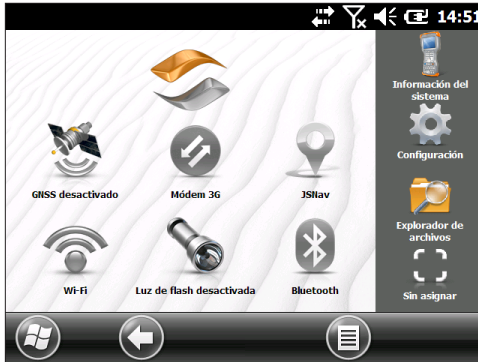 14:51
Información del
sistema
GNSS desactivado
Módem 3G
JSNav
Configuración
Explorador de
archivos
Wi-Fi
Luz de flash desactivada
Bluetooth
Sin asignar